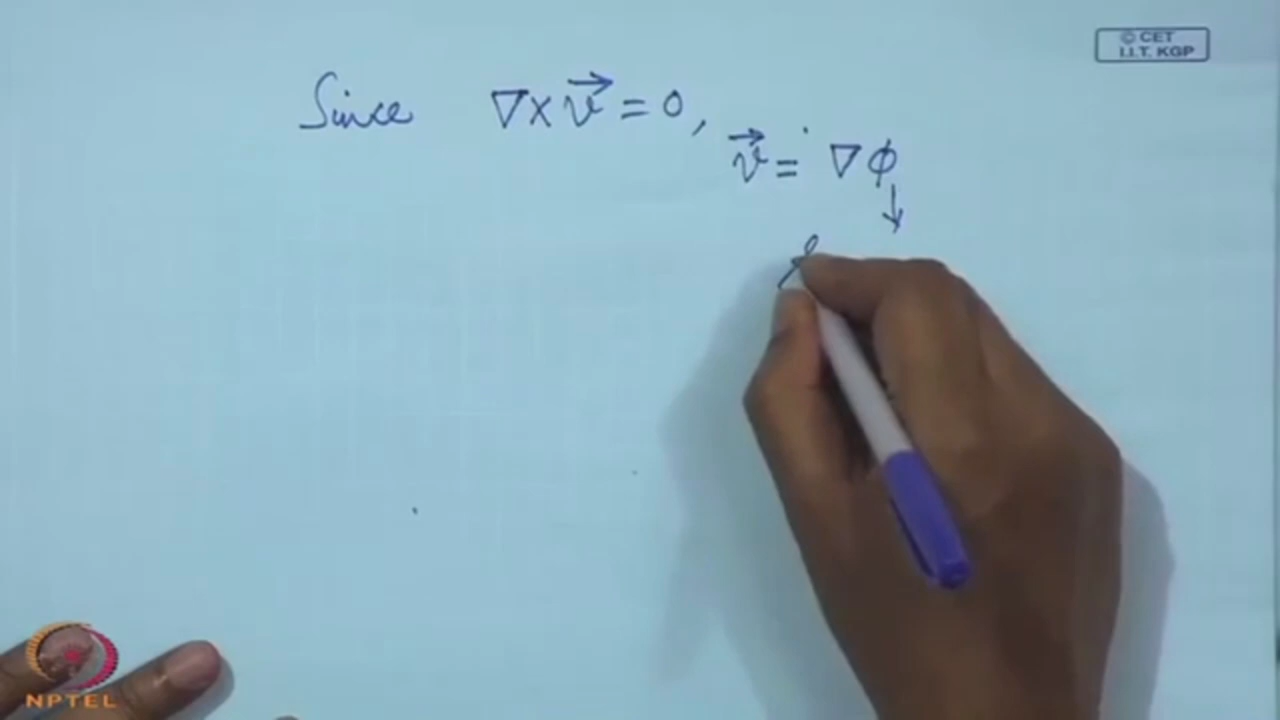 © CET
I.I.T. KGP
Since ∇×v⃗ = 0,
v⃗ = ∇φ
↓
NPTEL